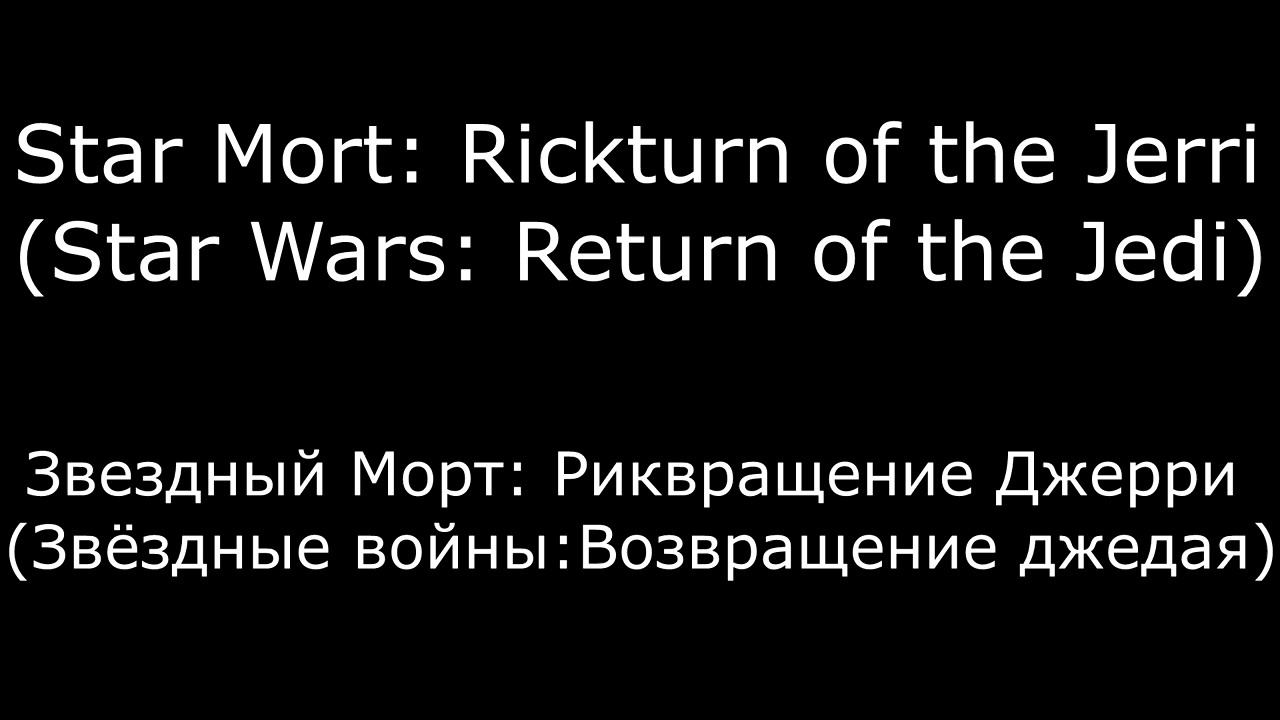 Star Mort: Rickturn of the Jerri
(Star Wars: Return of the Jedi)
Звездный Морт: Риквращение Джерри
(Звёздные войны:Возвращение джедая)